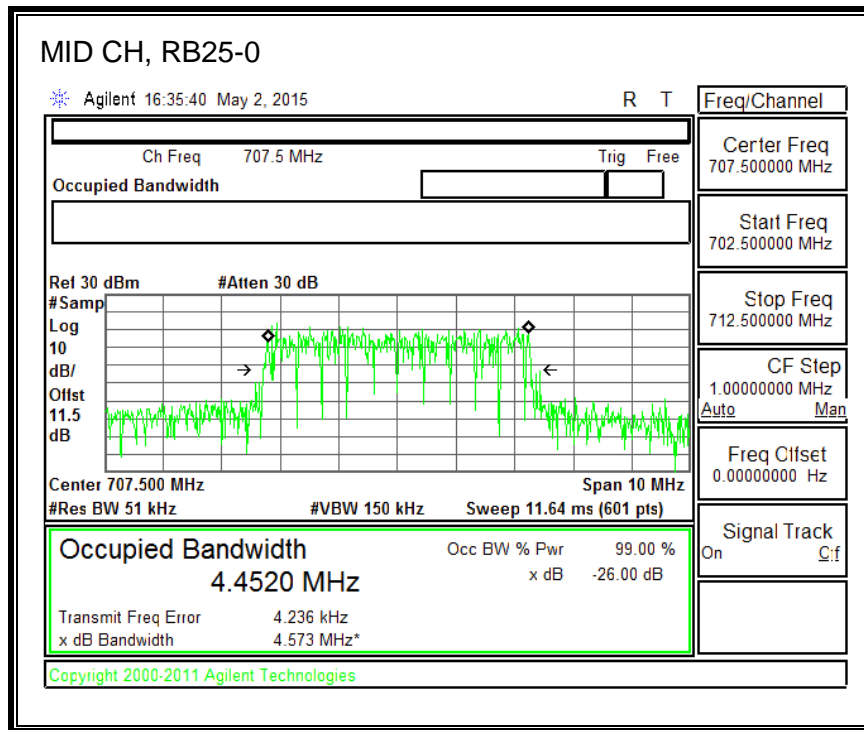 MID CH, RB25-0
Agilent 16:35:40 May 2, 2015 R T
Freq/Channel
Ch Freq 707.5 MHz Trig Free
Occupied Bandwidth
Center Freq
707.500000 MHz
Start Freq
702.500000 MHz
Stop Freq
712.500000 MHz
CF Step
1.00000000 MHz
Auto Man
Freq Offset
0.00000000 Hz
Signal Track
On Off
Ref 30 dBm #Atten 30 dB
#Samp
Log
10
dB/
Offst
11.5
dB
Center 707.500 MHz Span 10 MHz
#Res BW 51 kHz #VBW 150 kHz Sweep 11.64 ms (601 pts)
Occupied Bandwidth
4.4520 MHz
Occ BW % Pwr 99.00 %
x dB -26.00 dB
Transmit Freq Error 4.236 kHz
x dB Bandwidth 4.573 MHz*
Copyright 2000-2011 Agilent Technologies